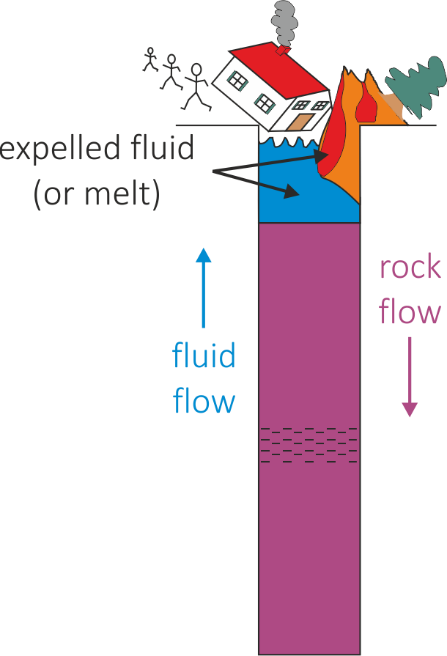 expelled fluid
(or melt)
rock
flow
fluid
flow